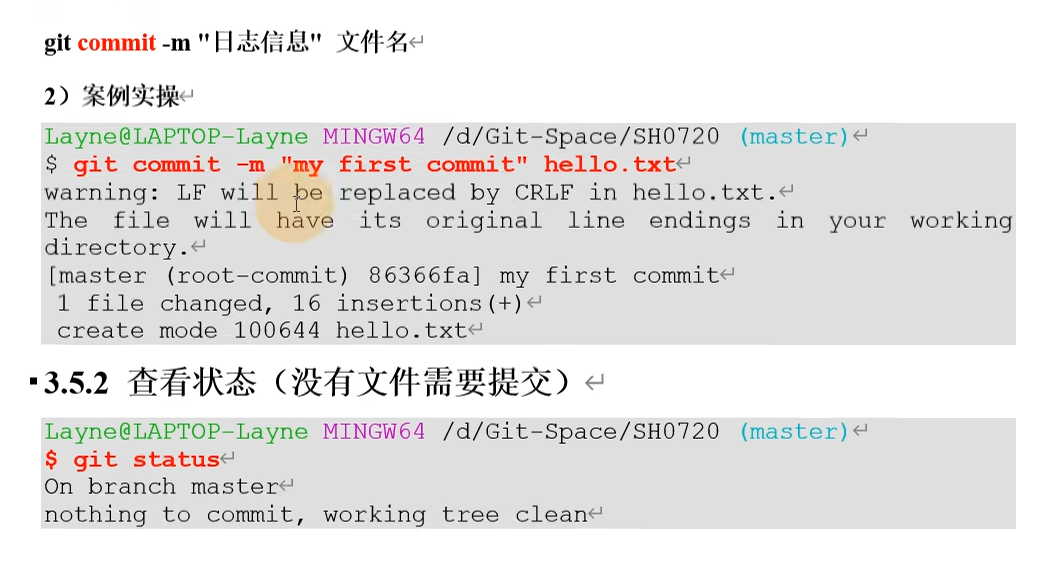 git commit -m "日志信息" 文件名
2）案例实操
Layne@LAPTOP-Layne MINGW64 /d/Git-Space/SH0720 (master)
$ git commit -m "my first commit" hello.txt
warning: LF will be replaced by CRLF in hello.txt.
The file will have its original line endings in your working
directory.
[master (root-commit) 86366fa] my first commit
1 file changed, 16 insertions(+)
create mode 100644 hello.txt
3.5.2 查看状态（没有文件需要提交）
Layne@LAPTOP-Layne MINGW64 /d/Git-Space/SH0720 (master)
$ git status
On branch master
nothing to commit, working tree clean